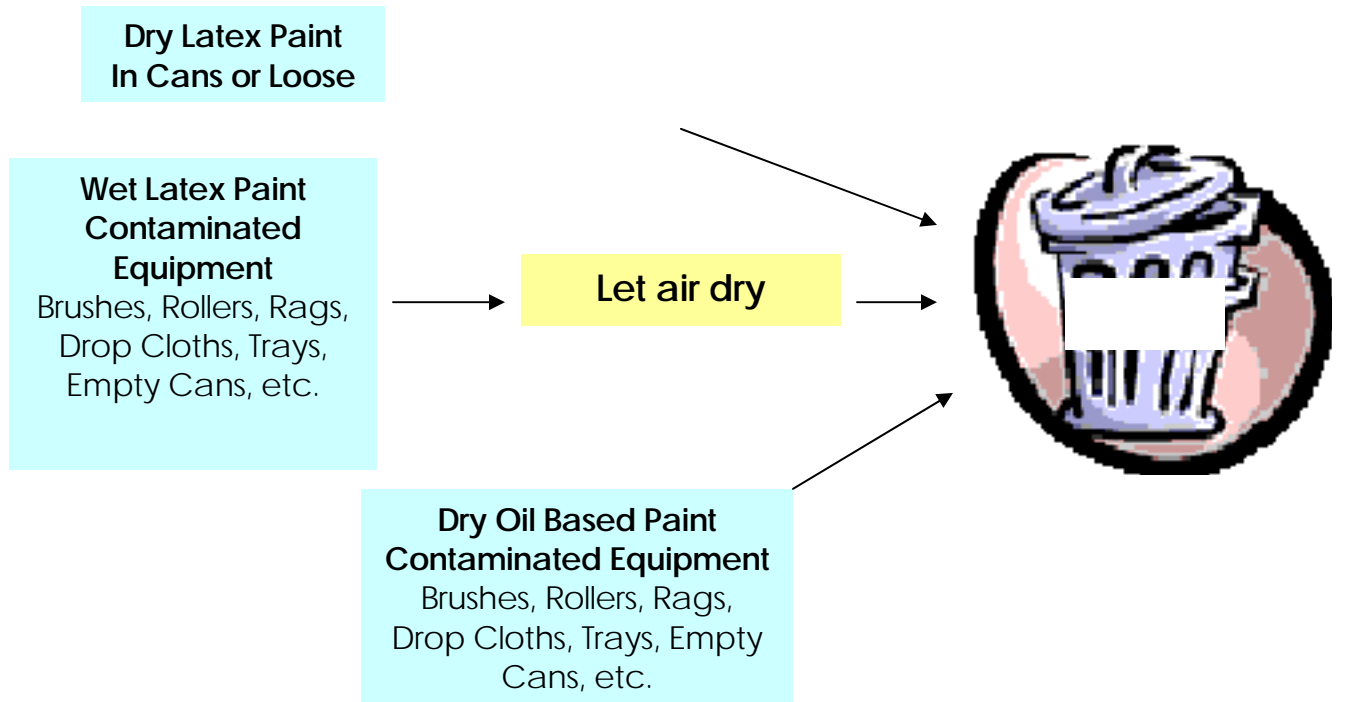 Dry Latex Paint
In Cans or Loose
Wet Latex Paint
Contaminated
Equipment
Brushes, Rollers, Rags,
Drop Cloths, Trays,
Empty Cans, etc.
Let air dry
Dry Oil Based Paint
Contaminated Equipment
Brushes, Rollers, Rags,
Drop Cloths, Trays, Empty
Cans, etc.